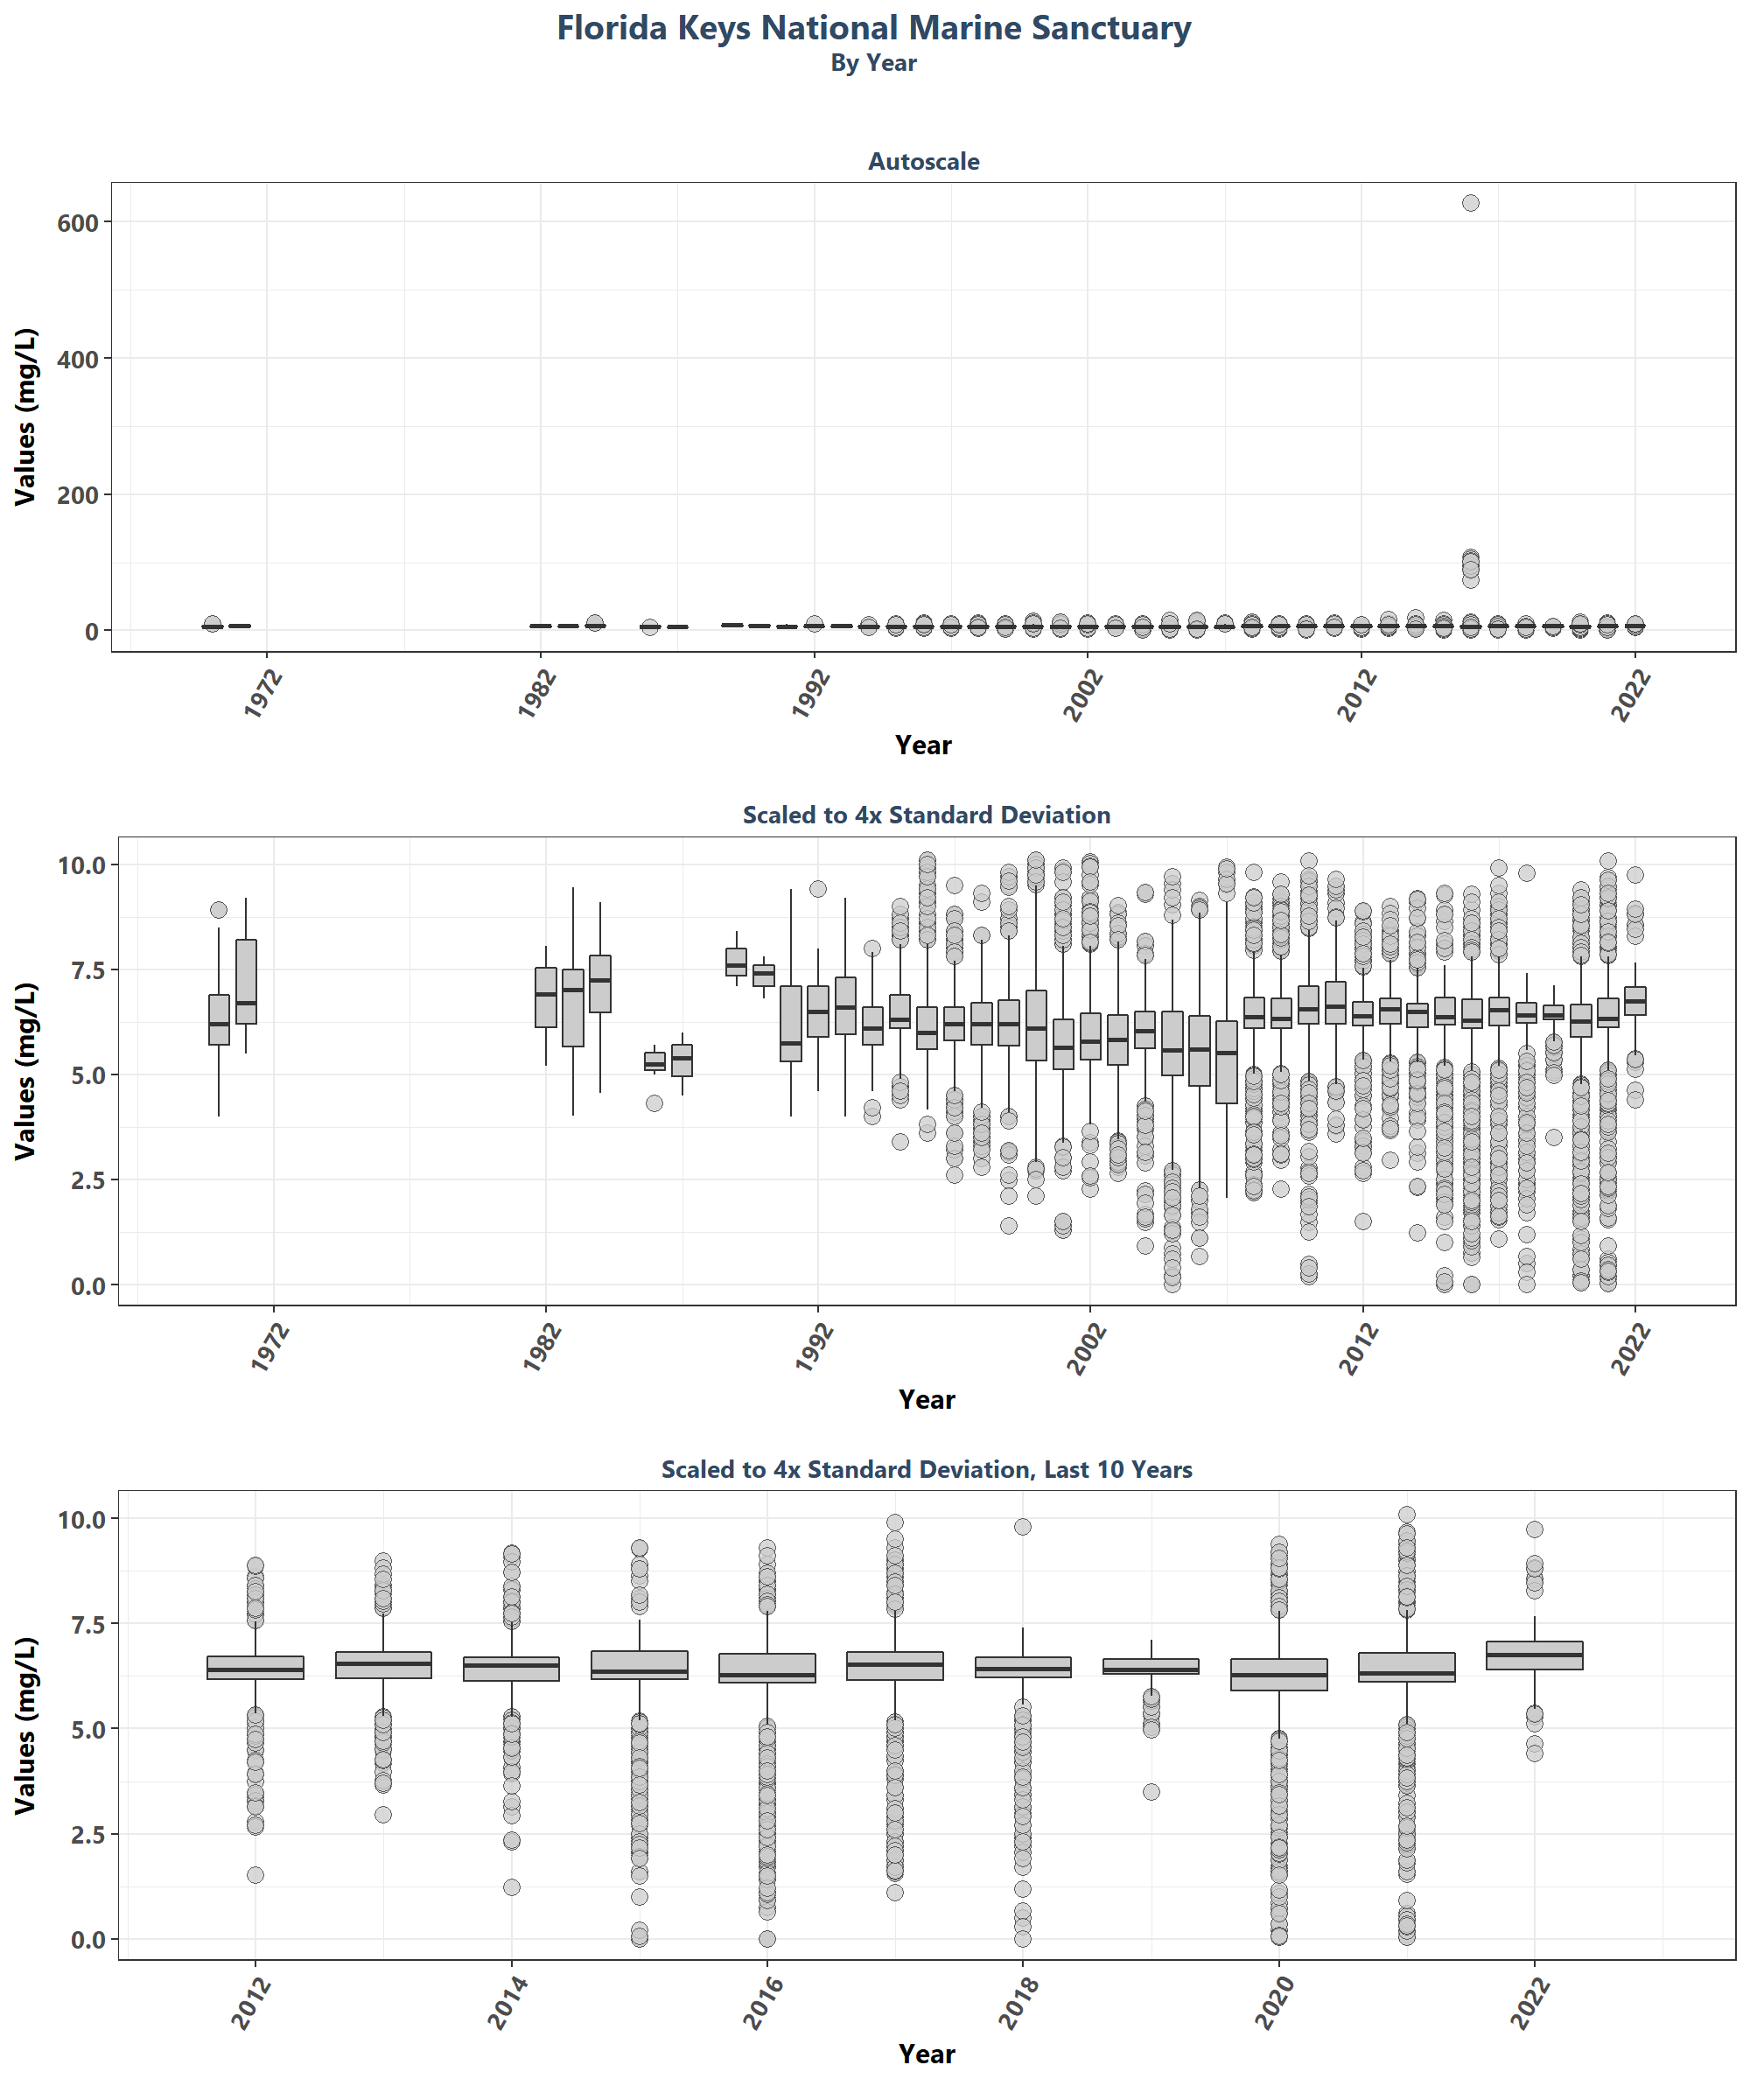 Florida Keys National Marine Sanctuary
By Year
Autoscale
Values (mg/L)
600
400
200
0
1972 1982 1992 2002 2012 2022
Year
Scaled to 4x Standard Deviation
Values (mg/L)
10.0
7.5
5.0
2.5
0.0
1972 1982 1992 2002 2012 2022
Year
Scaled to 4x Standard Deviation, Last 10 Years
Values (mg/L)
10.0
7.5
5.0
2.5
0.0
2012 2014 2016 2018 2020 2022
Year